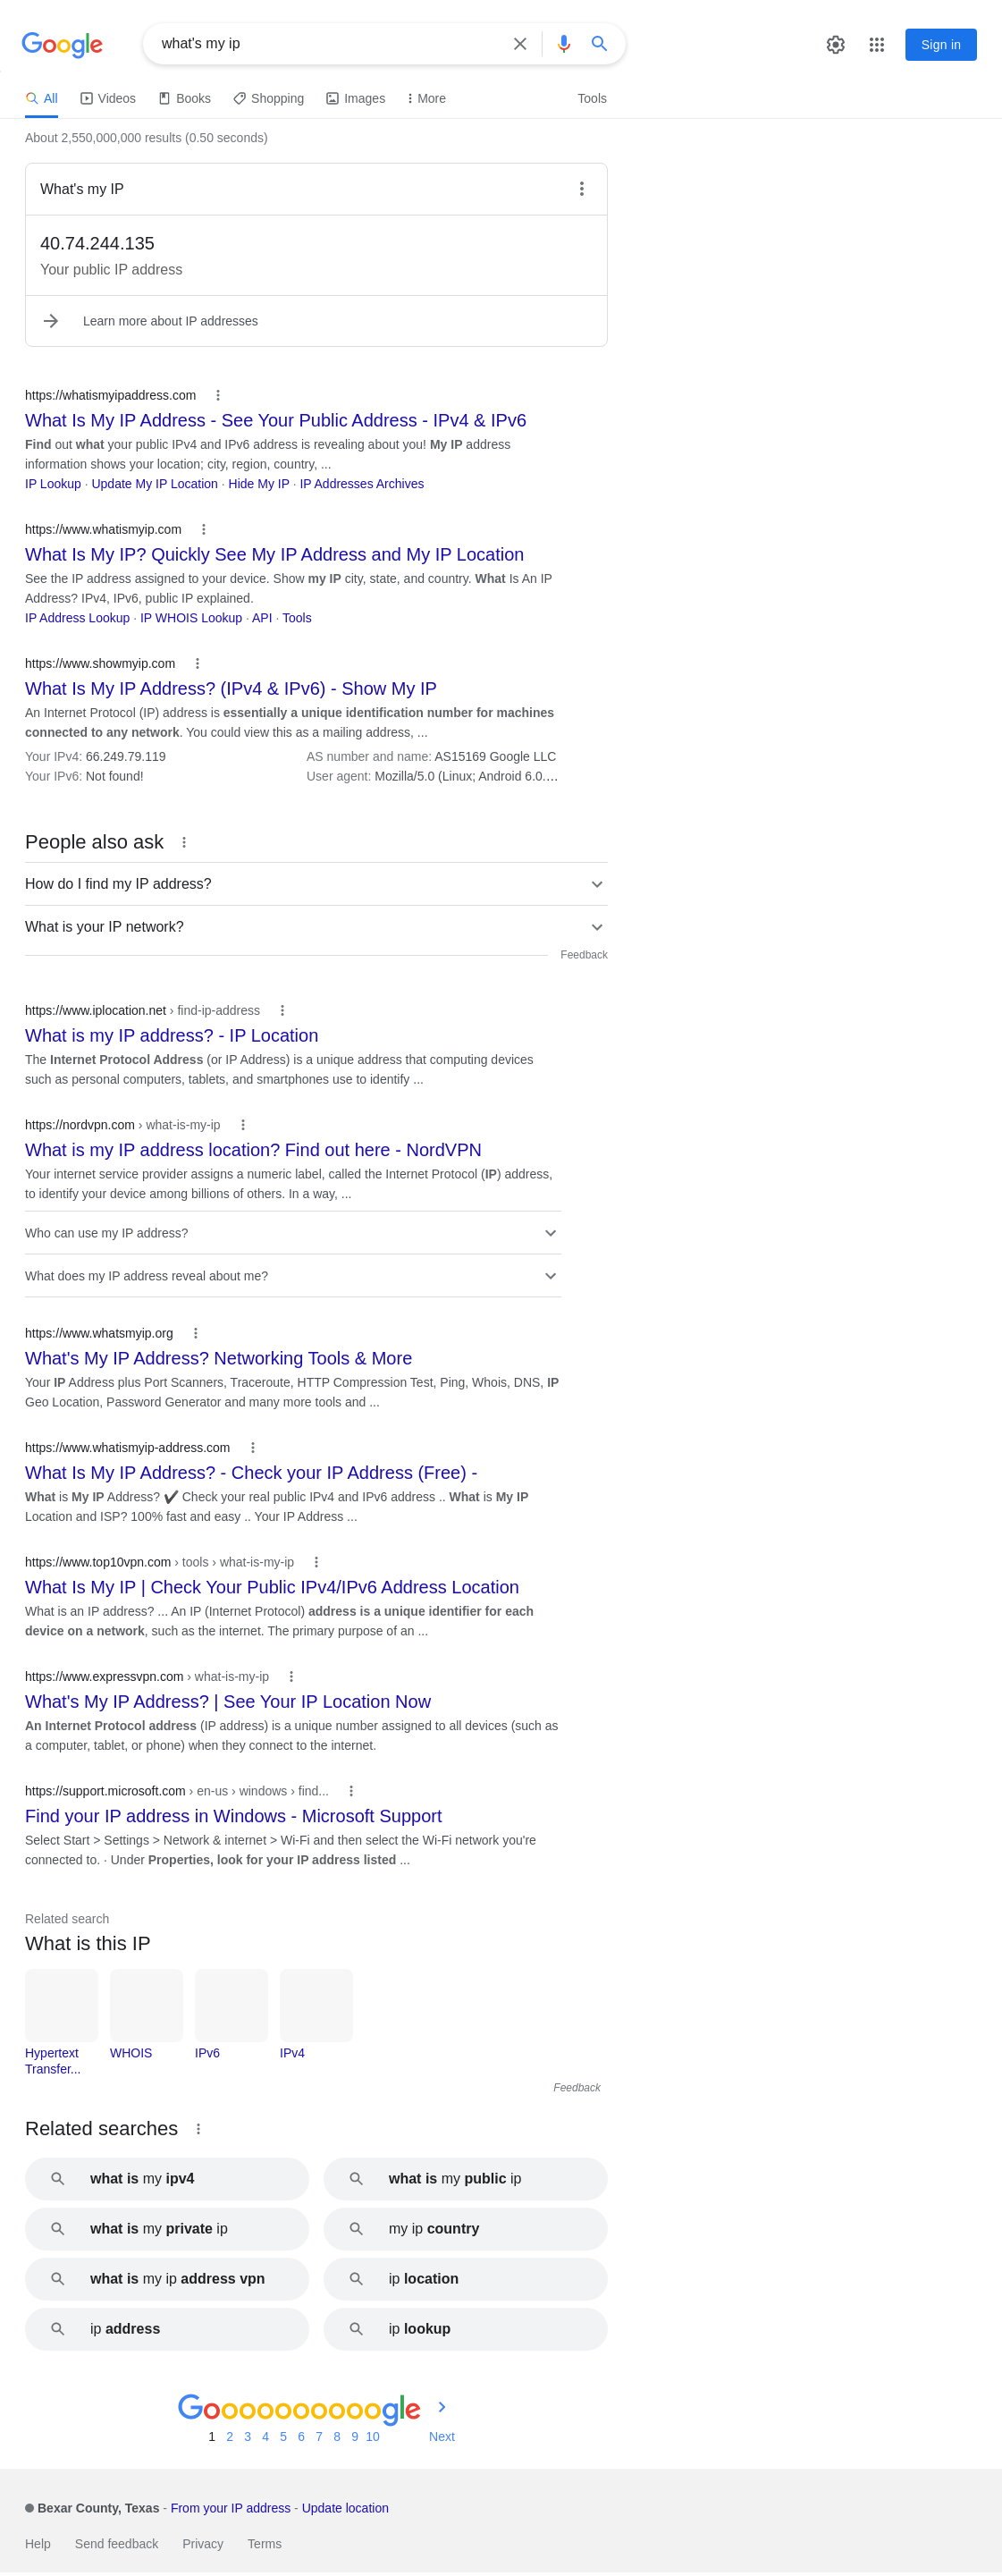 Google
what's my ip
Sign in
All
Videos
Books
Shopping
Images
More
Tools
About 2,550,000,000 results (0.50 seconds)
What's my IP
40.74.244.135
Your public IP address
Learn more about IP addresses
https://whatismyipaddress.com
What Is My IP Address - See Your Public Address - IPv4 & IPv6
Find out what your public IPv4 and IPv6 address is revealing about you! My IP address
information shows your location; city, region, country, ...
IP Lookup · Update My IP Location · Hide My IP · IP Addresses Archives
https://www.whatismyip.com
What Is My IP? Quickly See My IP Address and My IP Location
See the IP address assigned to your device. Show my IP city, state, and country. What Is An IP
Address? IPv4, IPv6, public IP explained.
IP Address Lookup · IP WHOIS Lookup · API · Tools
https://www.showmyip.com
What Is My IP Address? (IPv4 & IPv6) - Show My IP
An Internet Protocol (IP) address is essentially a unique identification number for machines
connected to any network. You could view this as a mailing address, ...
Your IPv4: 66.249.79.119
AS number and name: AS15169 Google LLC
Your IPv6: Not found!
User agent: Mozilla/5.0 (Linux; Android 6.0....
People also ask
How do I find my IP address?
What is your IP network?
Feedback
https://www.iplocation.net › find-ip-address
What is my IP address? - IP Location
The Internet Protocol Address (or IP Address) is a unique address that computing devices
such as personal computers, tablets, and smartphones use to identify ...
https://nordvpn.com › what-is-my-ip
What is my IP address location? Find out here - NordVPN
Your internet service provider assigns a numeric label, called the Internet Protocol (IP) address,
to identify your device among billions of others. In a way, ...
Who can use my IP address?
What does my IP address reveal about me?
https://www.whatsmyip.org
What's My IP Address? Networking Tools & More
Your IP Address plus Port Scanners, Traceroute, HTTP Compression Test, Ping, Whois, DNS, IP
Geo Location, Password Generator and many more tools and ...
https://www.whatismyip-address.com
What Is My IP Address? - Check your IP Address (Free) -
What is My IP Address? ✔ Check your real public IPv4 and IPv6 address .. What is My IP
Location and ISP? 100% fast and easy .. Your IP Address ...
https://www.top10vpn.com › tools › what-is-my-ip
What Is My IP | Check Your Public IPv4/IPv6 Address Location
What is an IP address? ... An IP (Internet Protocol) address is a unique identifier for each
device on a network, such as the internet. The primary purpose of an ...
https://www.expressvpn.com › what-is-my-ip
What's My IP Address? | See Your IP Location Now
An Internet Protocol address (IP address) is a unique number assigned to all devices (such as
a computer, tablet, or phone) when they connect to the internet.
https://support.microsoft.com › en-us › windows › find...
Find your IP address in Windows - Microsoft Support
Select Start > Settings > Network & internet > Wi-Fi and then select the Wi-Fi network you're
connected to. · Under Properties, look for your IP address listed ...
Related search
What is this IP
Hypertext
Transfer...
WHOIS
IPv6
IPv4
Feedback
Related searches
what is my ipv4
what is my public ip
what is my private ip
my ip country
what is my ip address vpn
ip location
ip address
ip lookup
Goooooooooogle
1 2 3 4 5 6 7 8 9 10
Next
Bexar County, Texas - From your IP address - Update location
Help
Send feedback
Privacy
Terms